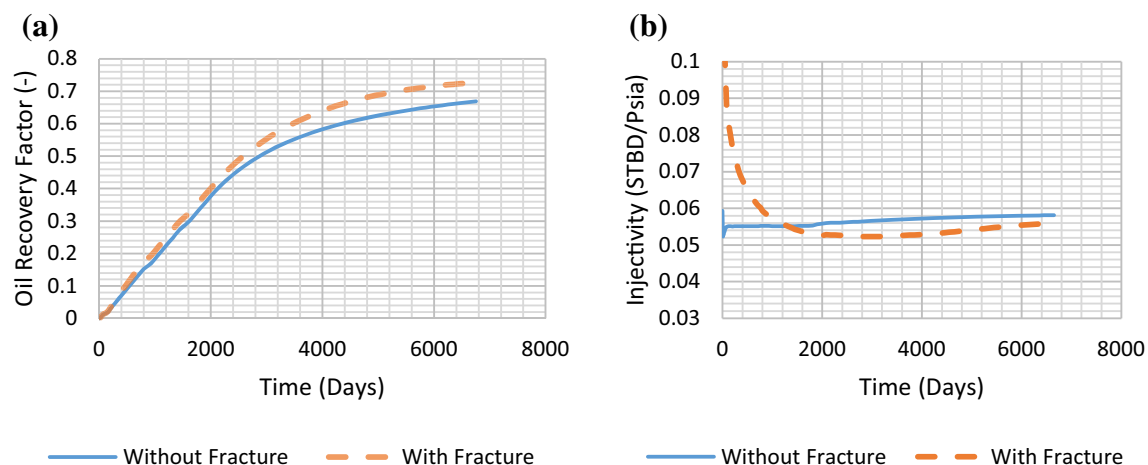 (a)
Oil Recovery Factor (-)
0.8
0.7
0.6
0.5
0.4
0.3
0.2
0.1
0
0 2000 4000 6000 8000
Time (Days)
Without Fracture With Fracture
(b)
Injectivity (STBD/Psia)
0.1
0.09
0.08
0.07
0.06
0.05
0.04
0.03
0 2000 4000 6000 8000
Time (Days)
Without Fracture With Fracture